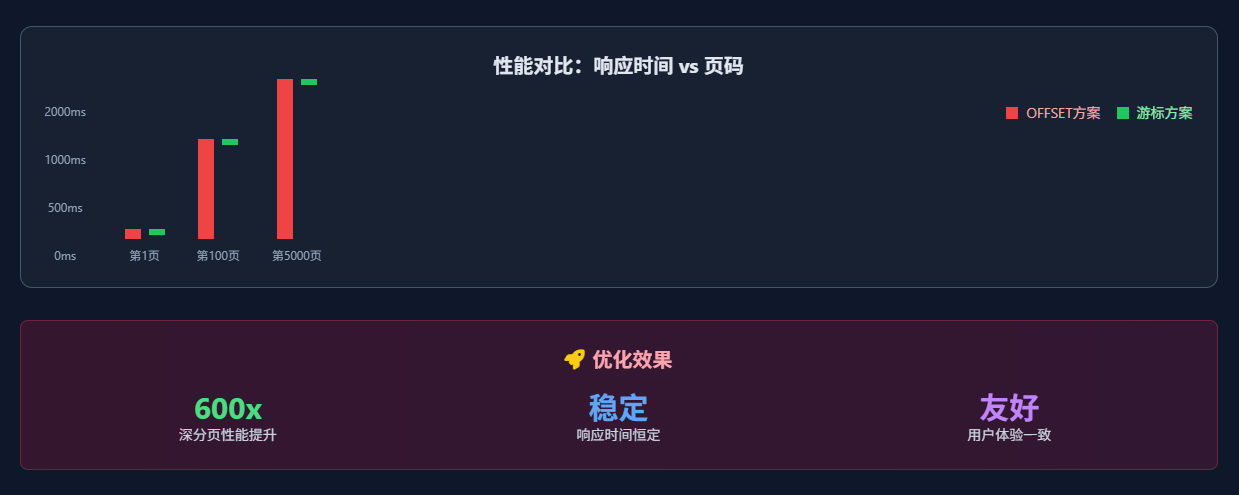 性能对比：响应时间 vs 页码
OFFSET方案
游标方案
2000ms
1000ms
500ms
0ms
第1页
第100页
第5000页
优化效果
600x
深分页性能提升
稳定
响应时间恒定
友好
用户体验一致